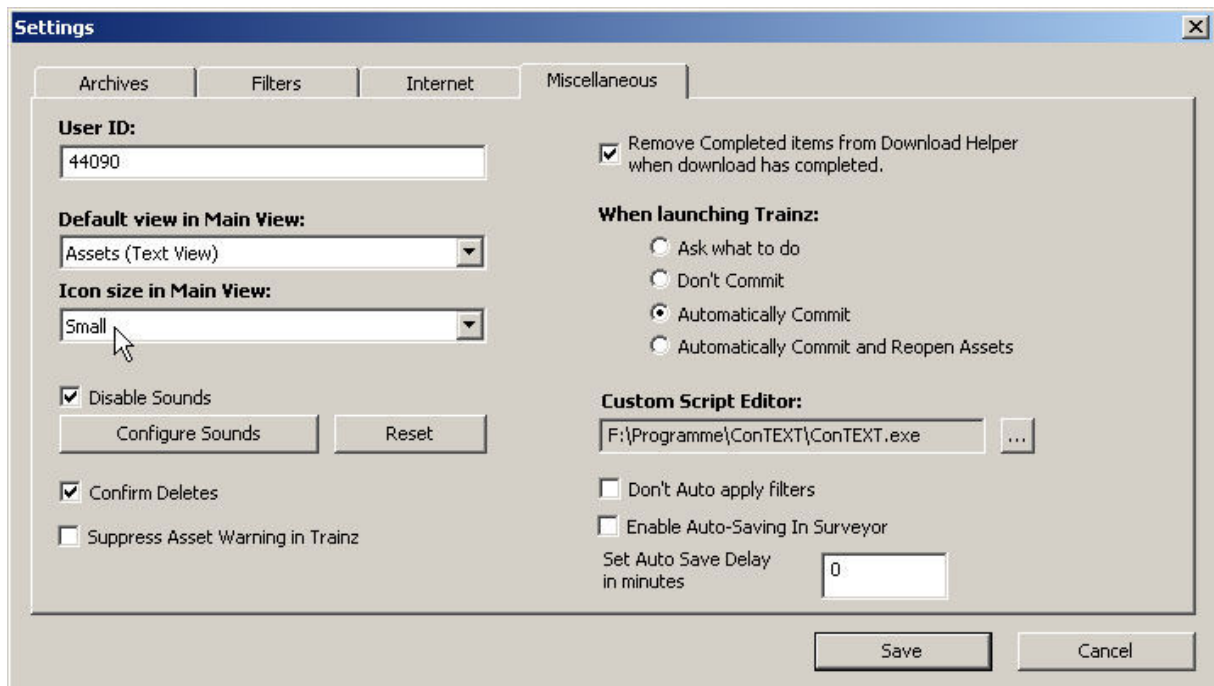 Settings
Archives
Filters
Internet
Miscellaneous
User ID:
44090
Default view in Main View:
Assets (Text View)
Icon size in Main View:
Small
Disable Sounds
Configure Sounds
Reset
Confirm Deletes
Suppress Asset Warning in Trainz
Remove Completed items from Download Helper
when download has completed.
When launching Trainz:
Ask what to do
Don't Commit
Automatically Commit
Automatically Commit and Reopen Assets
Custom Script Editor:
F:\Programme\ConTEXT\ConTEXT.exe
...
Don't Auto apply filters
Enable Auto-Saving In Surveyor
Set Auto Save Delay
in minutes
0
Save
Cancel